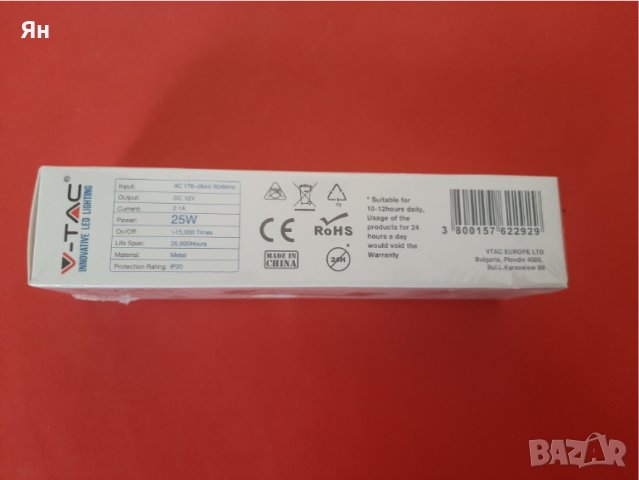 Ян
V-TAC®
INNOVATIVE LED LIGHTING
Input: AC 176-264V 50/60Hz
Output: DC 12V
Current: 2.1A
Power: 25W
On/Off: >15,000 Times
Life Span: 20,000Hours
Material: Metal
Protection Rating: IP20
CE
RoHS
MADE IN
CHINA
24H
* Suitable for
10-12hours daily,
Usage of the
products for 24
hours a day
would void the
Warranty
3 800157 622929
VTAC EUROPE LTD
Bulgaria, Plovdiv 4000,
Bul.L.Karavelow 9B
BAZAR